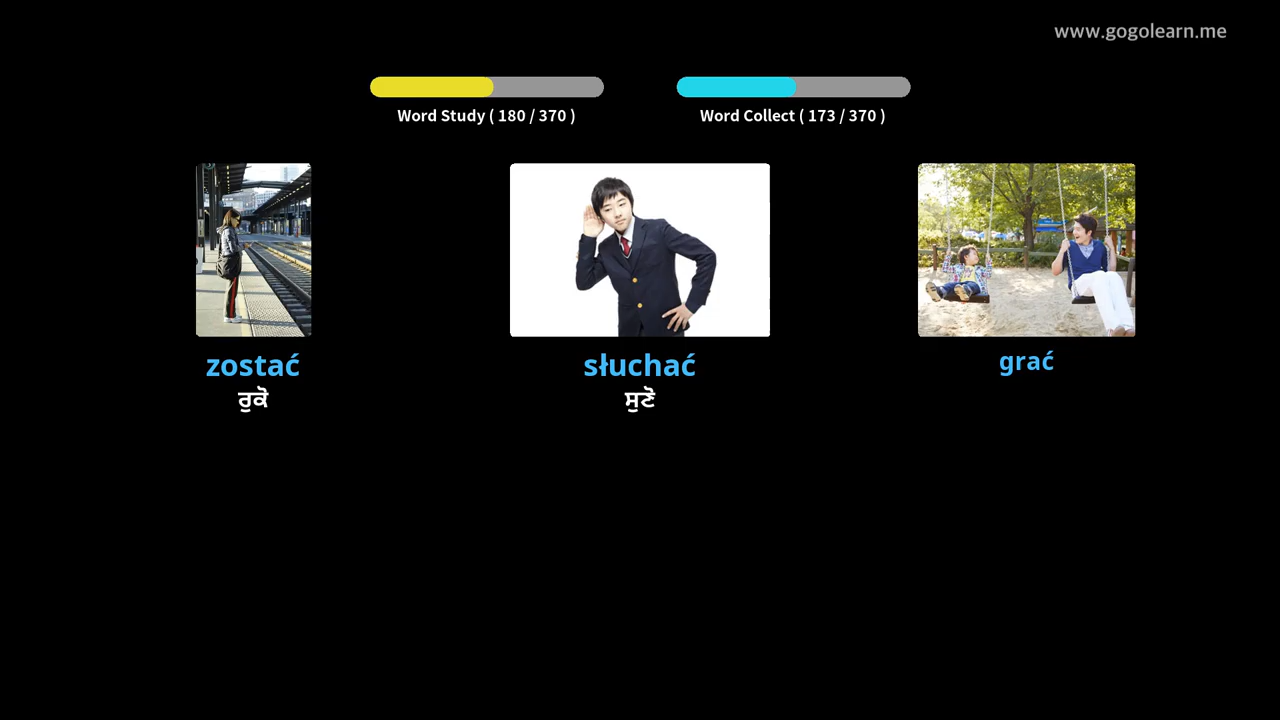 www.gogolearn.me
Word Study ( 180 / 370 )
Word Collect ( 173 / 370 )
zostać
ਰੁਕੋ
słuchać
ਸੁਣੋ
grać